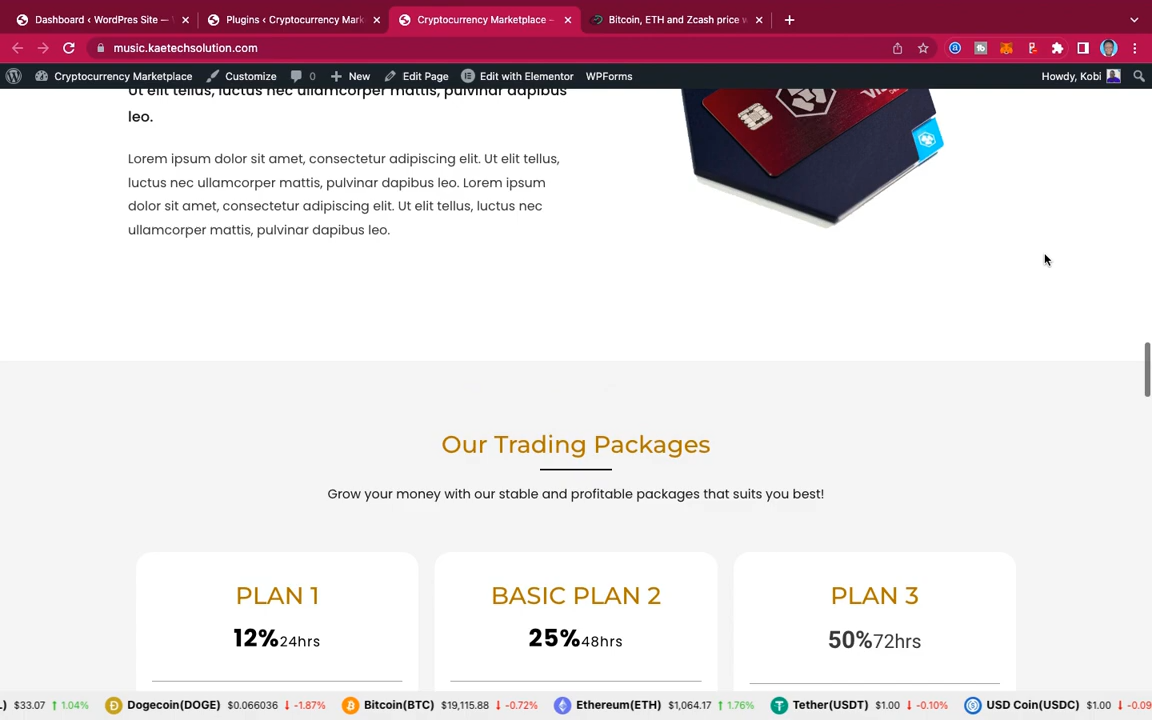 Dashboard ‹ WordPres Site —
Plugins ‹ Cryptocurrency Mark
Cryptocurrency Marketplace –
Bitcoin, ETH and Zcash price w
music.kaetechsolution.com
Cryptocurrency Marketplace
Customize
0
New
Edit Page
Edit with Elementor
WPForms
Howdy, Kobi
Ut elit tellus, luctus nec ullamcorper mattis, pulvinar dapibus
leo.
Lorem ipsum dolor sit amet, consectetur adipiscing elit. Ut elit tellus,
luctus nec ullamcorper mattis, pulvinar dapibus leo. Lorem ipsum
dolor sit amet, consectetur adipiscing elit. Ut elit tellus, luctus nec
ullamcorper mattis, pulvinar dapibus leo.
Our Trading Packages
Grow your money with our stable and profitable packages that suits you best!
PLAN 1
12%24hrs
BASIC PLAN 2
25%48hrs
PLAN 3
50%72hrs
$33.07 ↑ 1.04% Dogecoin(DOGE) $0.066036 ↓ -1.87% Bitcoin(BTC) $19,115.88 ↓ -0.72% Ethereum(ETH) $1,064.17 ↑ 1.76% Tether(USDT) $1.00 ↓ -0.10% USD Coin(USDC) $1.00 ↓ -0.09